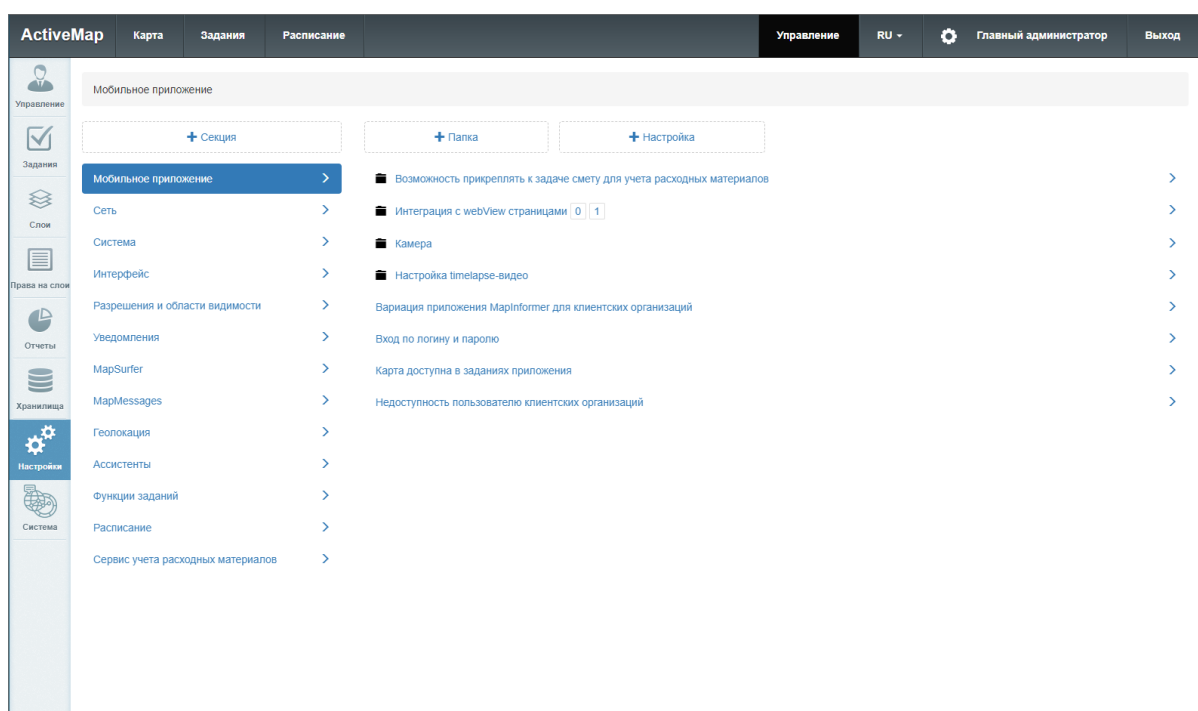 ActiveMap Карта Задания Расписание Управление RU Главный администратор Выход
Управление
Задания
Слои
Права на слои
Отчеты
Хранилища
Настройки
Система
Мобильное приложение
+ Секция
+ Папка + Настройка
Мобильное приложение
Сеть
Система
Интерфейс
Разрешения и области видимости
Уведомления
MapSurfer
MapMessages
Геолокация
Ассистенты
Функции заданий
Расписание
Сервис учета расходных материалов
Возможность прикреплять к задаче смету для учета расходных материалов
Интеграция с webView страницами 0 1
Камера
Настройка timelapse-видео
Вариация приложения MapInformer для клиентских организаций
Вход по логину и паролю
Карта доступна в заданиях приложения
Недоступность пользователю клиентских организаций